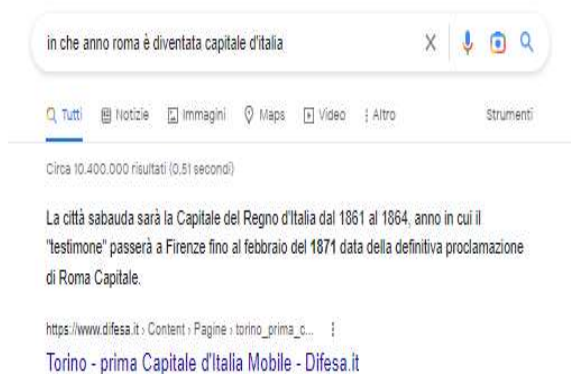 in che anno roma è diventata capitale d'italia
Tutti Notizie Immagini Maps Video Altro Strumenti
Circa 10.400.000 risultati (0,51 secondi)
La città sabauda sarà la Capitale del Regno d'Italia dal 1861 al 1864, anno in cui il
"testimone" passerà a Firenze fino al febbraio del 1871 data della definitiva proclamazione
di Roma Capitale.
https://www.difesa.it › Content › Pagine › torino_prima_c...
Torino - prima Capitale d'Italia Mobile - Difesa.it